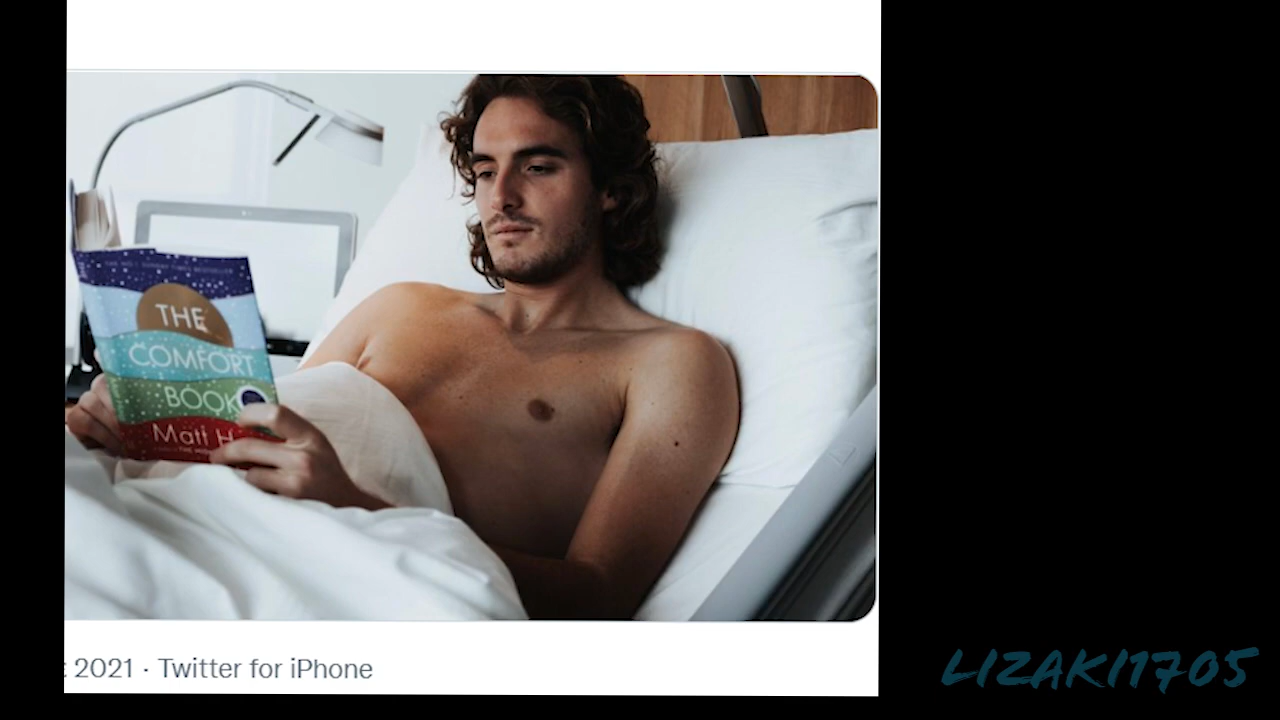 THE
COMFORT
BOOK
Matt H
2021 · Twitter for iPhone
LIZAKI1705